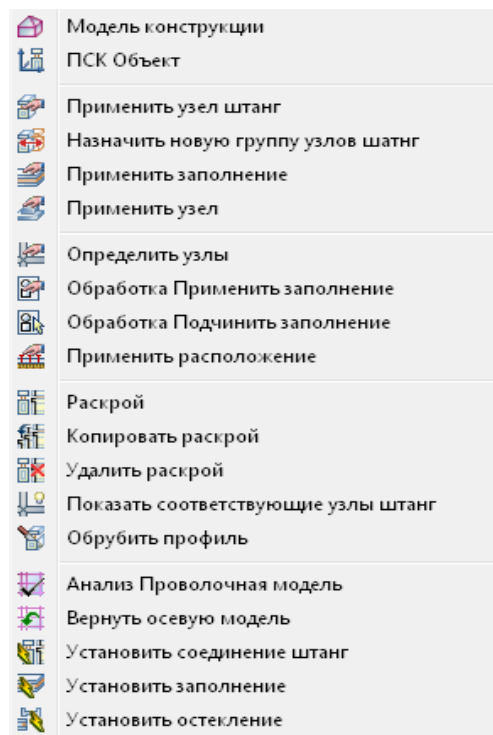 Модель конструкции
ПСК Объект
Применить узел штанг
Назначить новую группу узлов шатнг
Применить заполнение
Применить узел
Определить узлы
Обработка Применить заполнение
Обработка Подчинить заполнение
Применить расположение
Раскрой
Копировать раскрой
Удалить раскрой
Показать соответствующие узлы штанг
Обрубить профиль
Анализ Проволочная модель
Вернуть осевую модель
Установить соединение штанг
Установить заполнение
Установить остекление